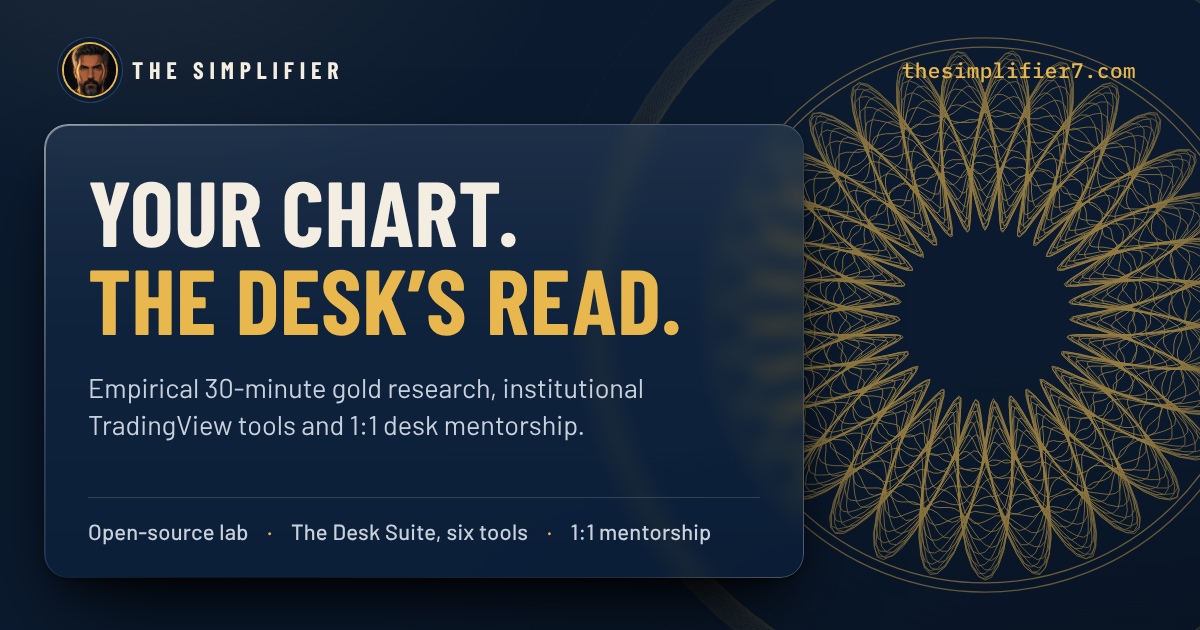 THE SIMPLIFIER
thesimplifier7.com
YOUR CHART.
THE DESK’S READ.
Empirical 30-minute gold research, institutional
TradingView tools and 1:1 desk mentorship.
Open-source lab · The Desk Suite, six tools · 1:1 mentorship